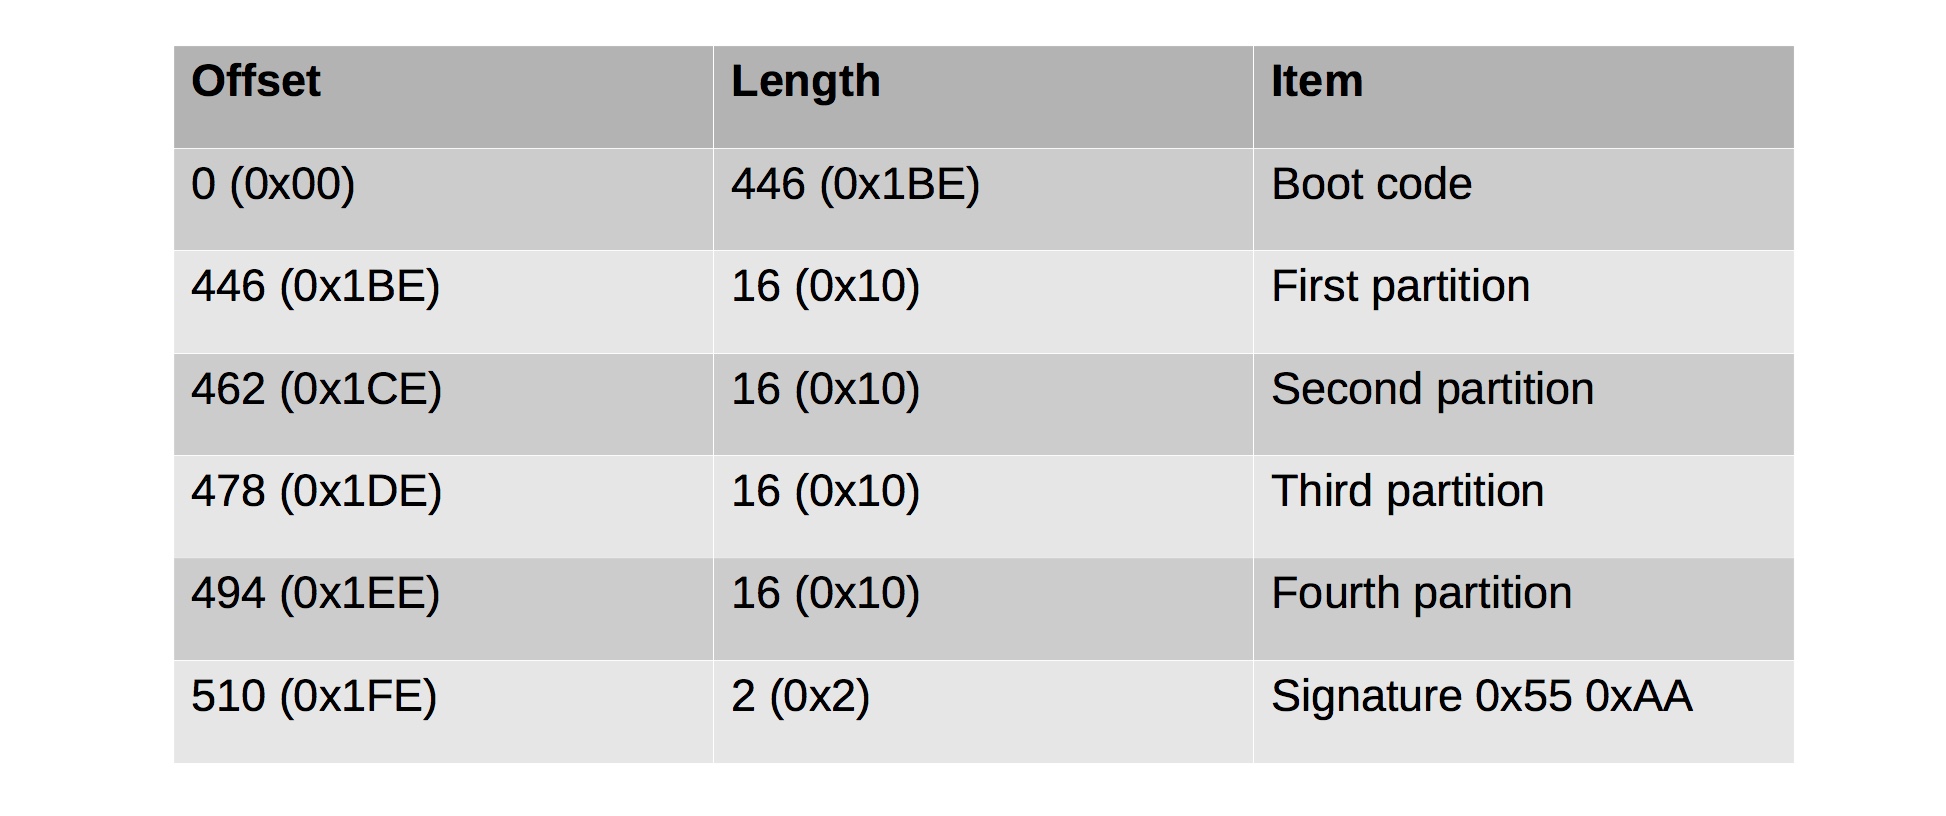 Offset Length Item
0 (0x00) 446 (0x1BE) Boot code
446 (0x1BE) 16 (0x10) First partition
462 (0x1CE) 16 (0x10) Second partition
478 (0x1DE) 16 (0x10) Third partition
494 (0x1EE) 16 (0x10) Fourth partition
510 (0x1FE) 2 (0x2) Signature 0x55 0xAA